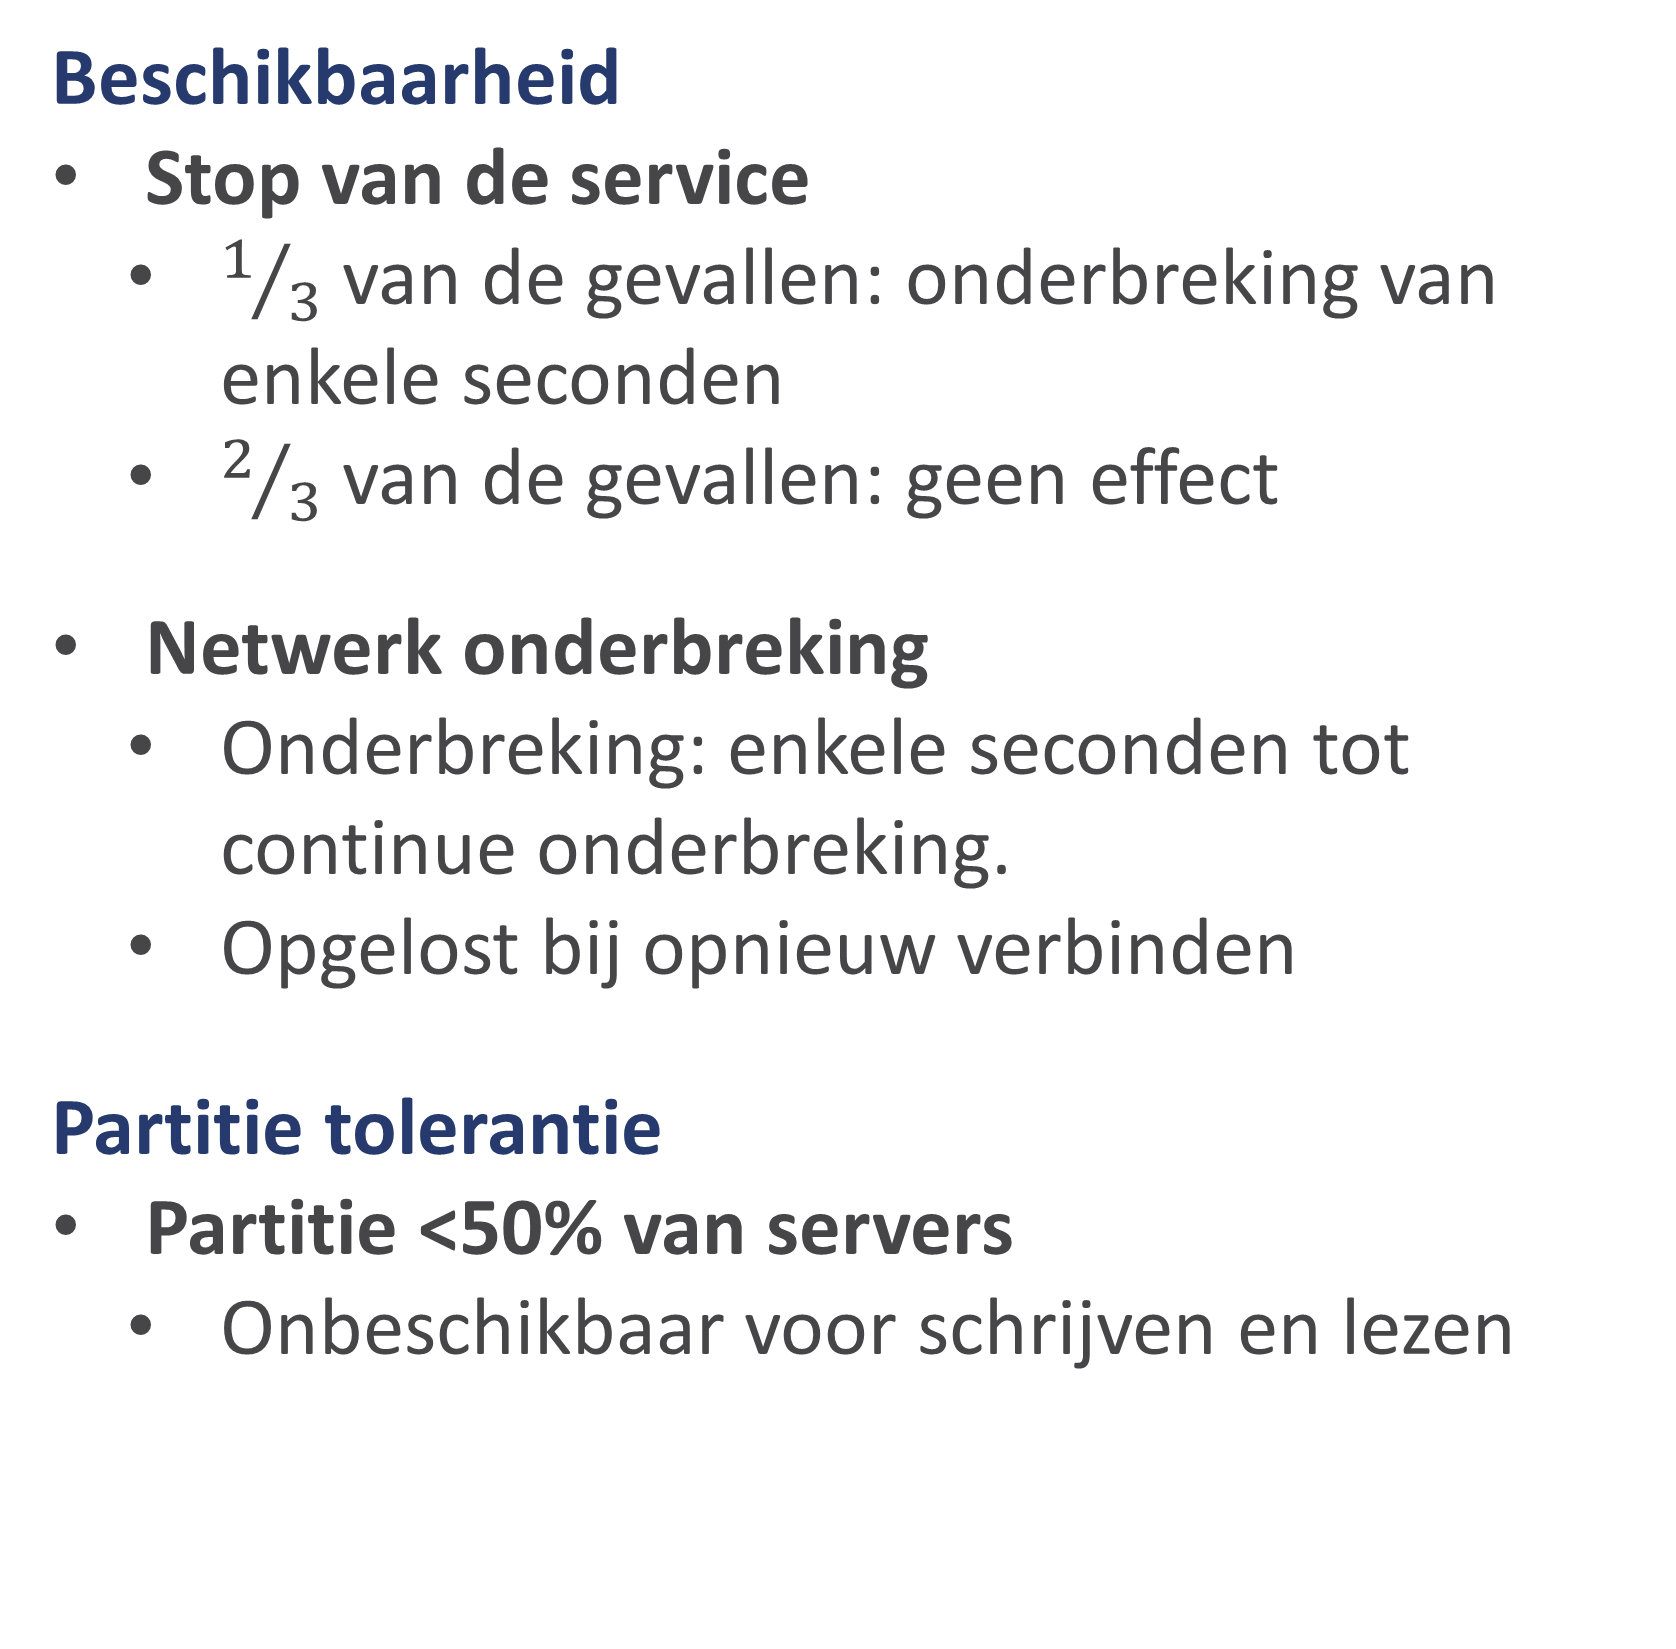 Beschikbaarheid
• Stop van de service
• 1/3 van de gevallen: onderbreking van
enkele seconden
• 2/3 van de gevallen: geen effect
• Netwerk onderbreking
• Onderbreking: enkele seconden tot
continue onderbreking.
• Opgelost bij opnieuw verbinden
Partitie tolerantie
• Partitie <50% van servers
• Onbeschikbaar voor schrijven en lezen